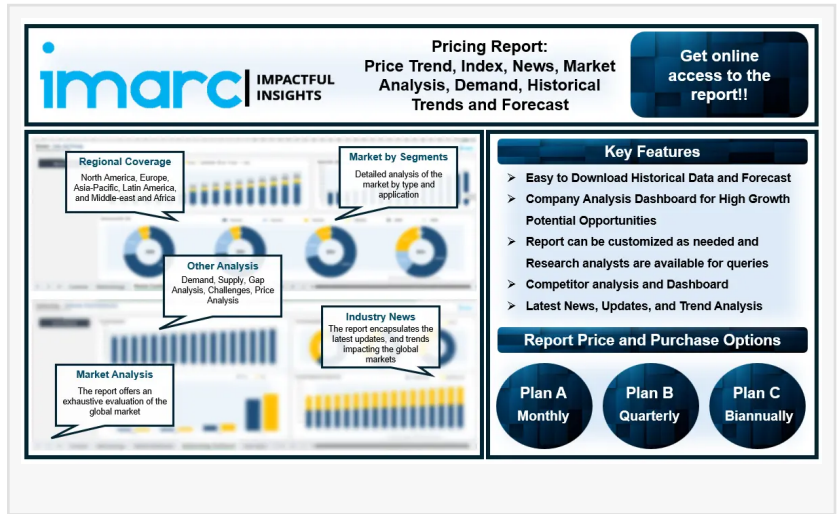 imarc
IMPACTFUL
INSIGHTS
Pricing Report:
Price Trend, Index, News, Market
Analysis, Demand, Historical
Trends and Forecast
Get online
access to the
report!!
Regional Coverage
North America, Europe,
Asia-Pacific, Latin America,
and Middle-east and Africa
Market by Segments
Detailed analysis of the
market by type and
application
Other Analysis
Demand, Supply, Gap
Analysis, Challenges, Price
Analysis
Industry News
The report encapsulates the
latest updates, and trends
impacting the global
markets
Market Analysis
The report offers an
exhaustive evaluation of the
global market
Key Features
➢ Easy to Download Historical Data and Forecast
➢ Company Analysis Dashboard for High Growth
Potential Opportunities
➢ Report can be customized as needed and
Research analysts are available for queries
➢ Competitor analysis and Dashboard
➢ Latest News, Updates, and Trend Analysis
Report Price and Purchase Options
Plan A
Monthly
Plan B
Quarterly
Plan C
Biannually